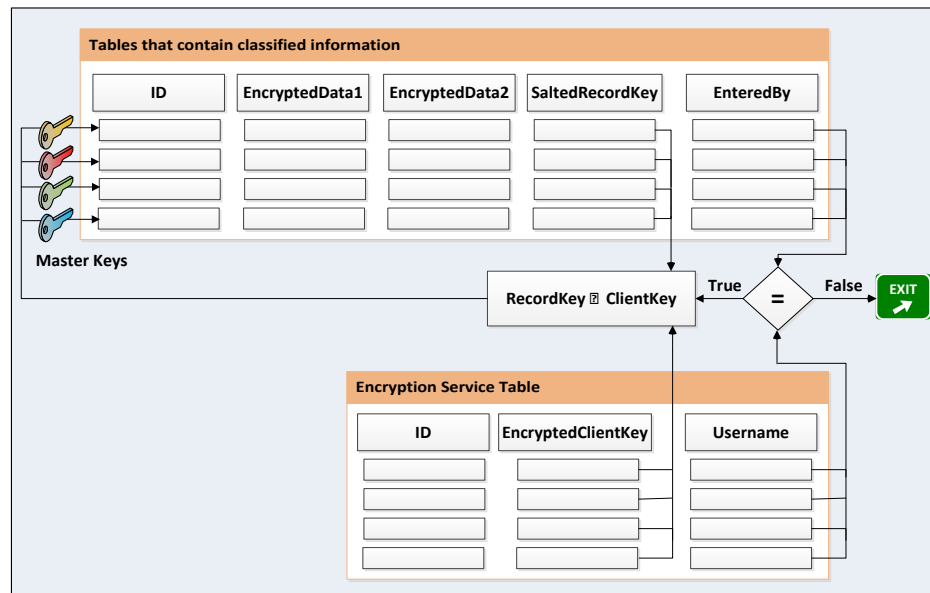 Tables that contain classified information
ID EncryptedData1 EncryptedData2 SaltedRecordKey EnteredBy
Master Keys
RecordKey ⍰ ClientKey
True
=
False
EXIT
Encryption Service Table
ID EncryptedClientKey Username